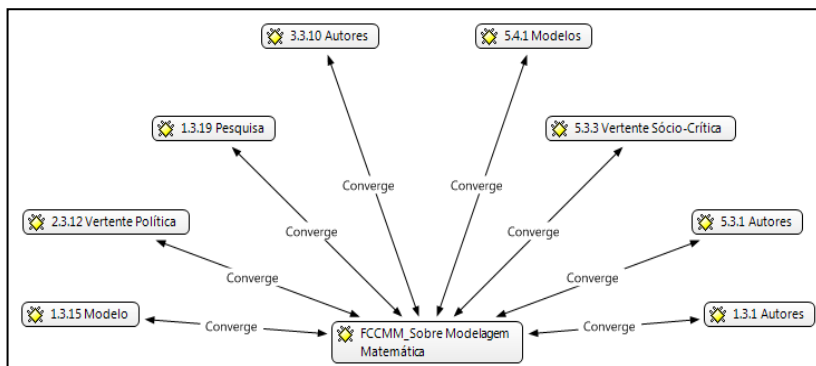 3.3.10 Autores
5.4.1 Modelos
1.3.19 Pesquisa
5.3.3 Vertente Sócio-Crítica
Converge
Converge
2.3.12 Vertente Política
Converge
Converge
5.3.1 Autores
Converge
Converge
1.3.15 Modelo
Converge
FCCMM_Sobre Modelagem
Matemática
Converge
1.3.1 Autores